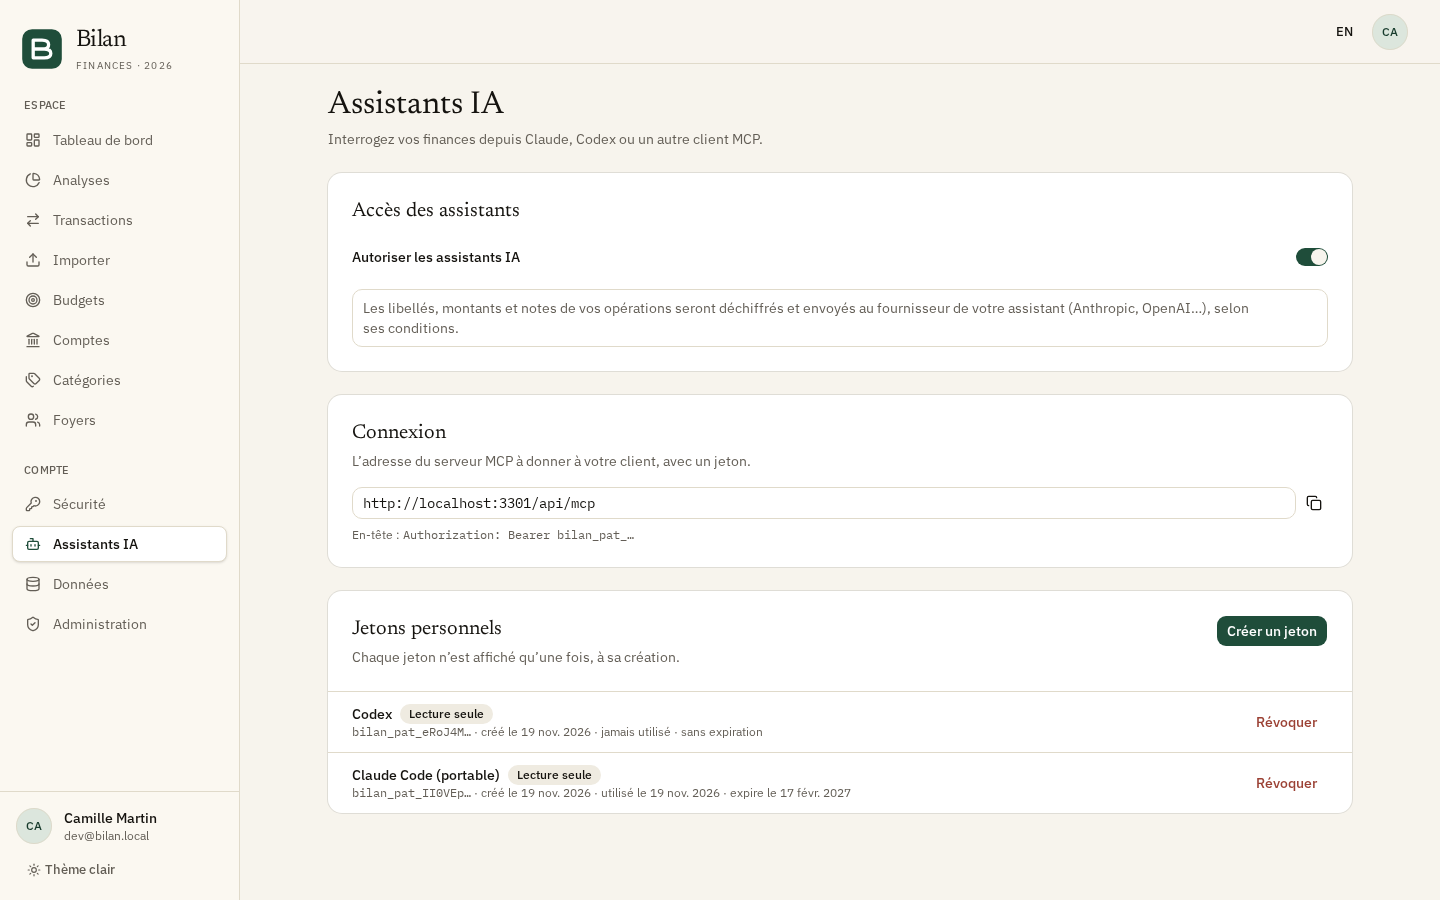 Bilan
FINANCES · 2026
ESPACE
Tableau de bord
Analyses
Transactions
Importer
Budgets
Comptes
Catégories
Foyers
COMPTE
Sécurité
Assistants IA
Données
Administration
CA
Camille Martin
dev@bilan.local
Thème clair
EN
CA
Assistants IA
Interrogez vos finances depuis Claude, Codex ou un autre client MCP.
Accès des assistants
Autoriser les assistants IA
Les libellés, montants et notes de vos opérations seront déchiffrés et envoyés au fournisseur de votre assistant (Anthropic, OpenAI…), selon
ses conditions.
Connexion
L’adresse du serveur MCP à donner à votre client, avec un jeton.
http://localhost:3301/api/mcp
En-tête : Authorization: Bearer bilan_pat_…
Jetons personnels
Créer un jeton
Chaque jeton n’est affiché qu’une fois, à sa création.
Codex Lecture seule
bilan_pat_eRoJ4M… · créé le 19 nov. 2026 · jamais utilisé · sans expiration
Révoquer
Claude Code (portable) Lecture seule
bilan_pat_II0VEp… · créé le 19 nov. 2026 · utilisé le 19 nov. 2026 · expire le 17 févr. 2027
Révoquer